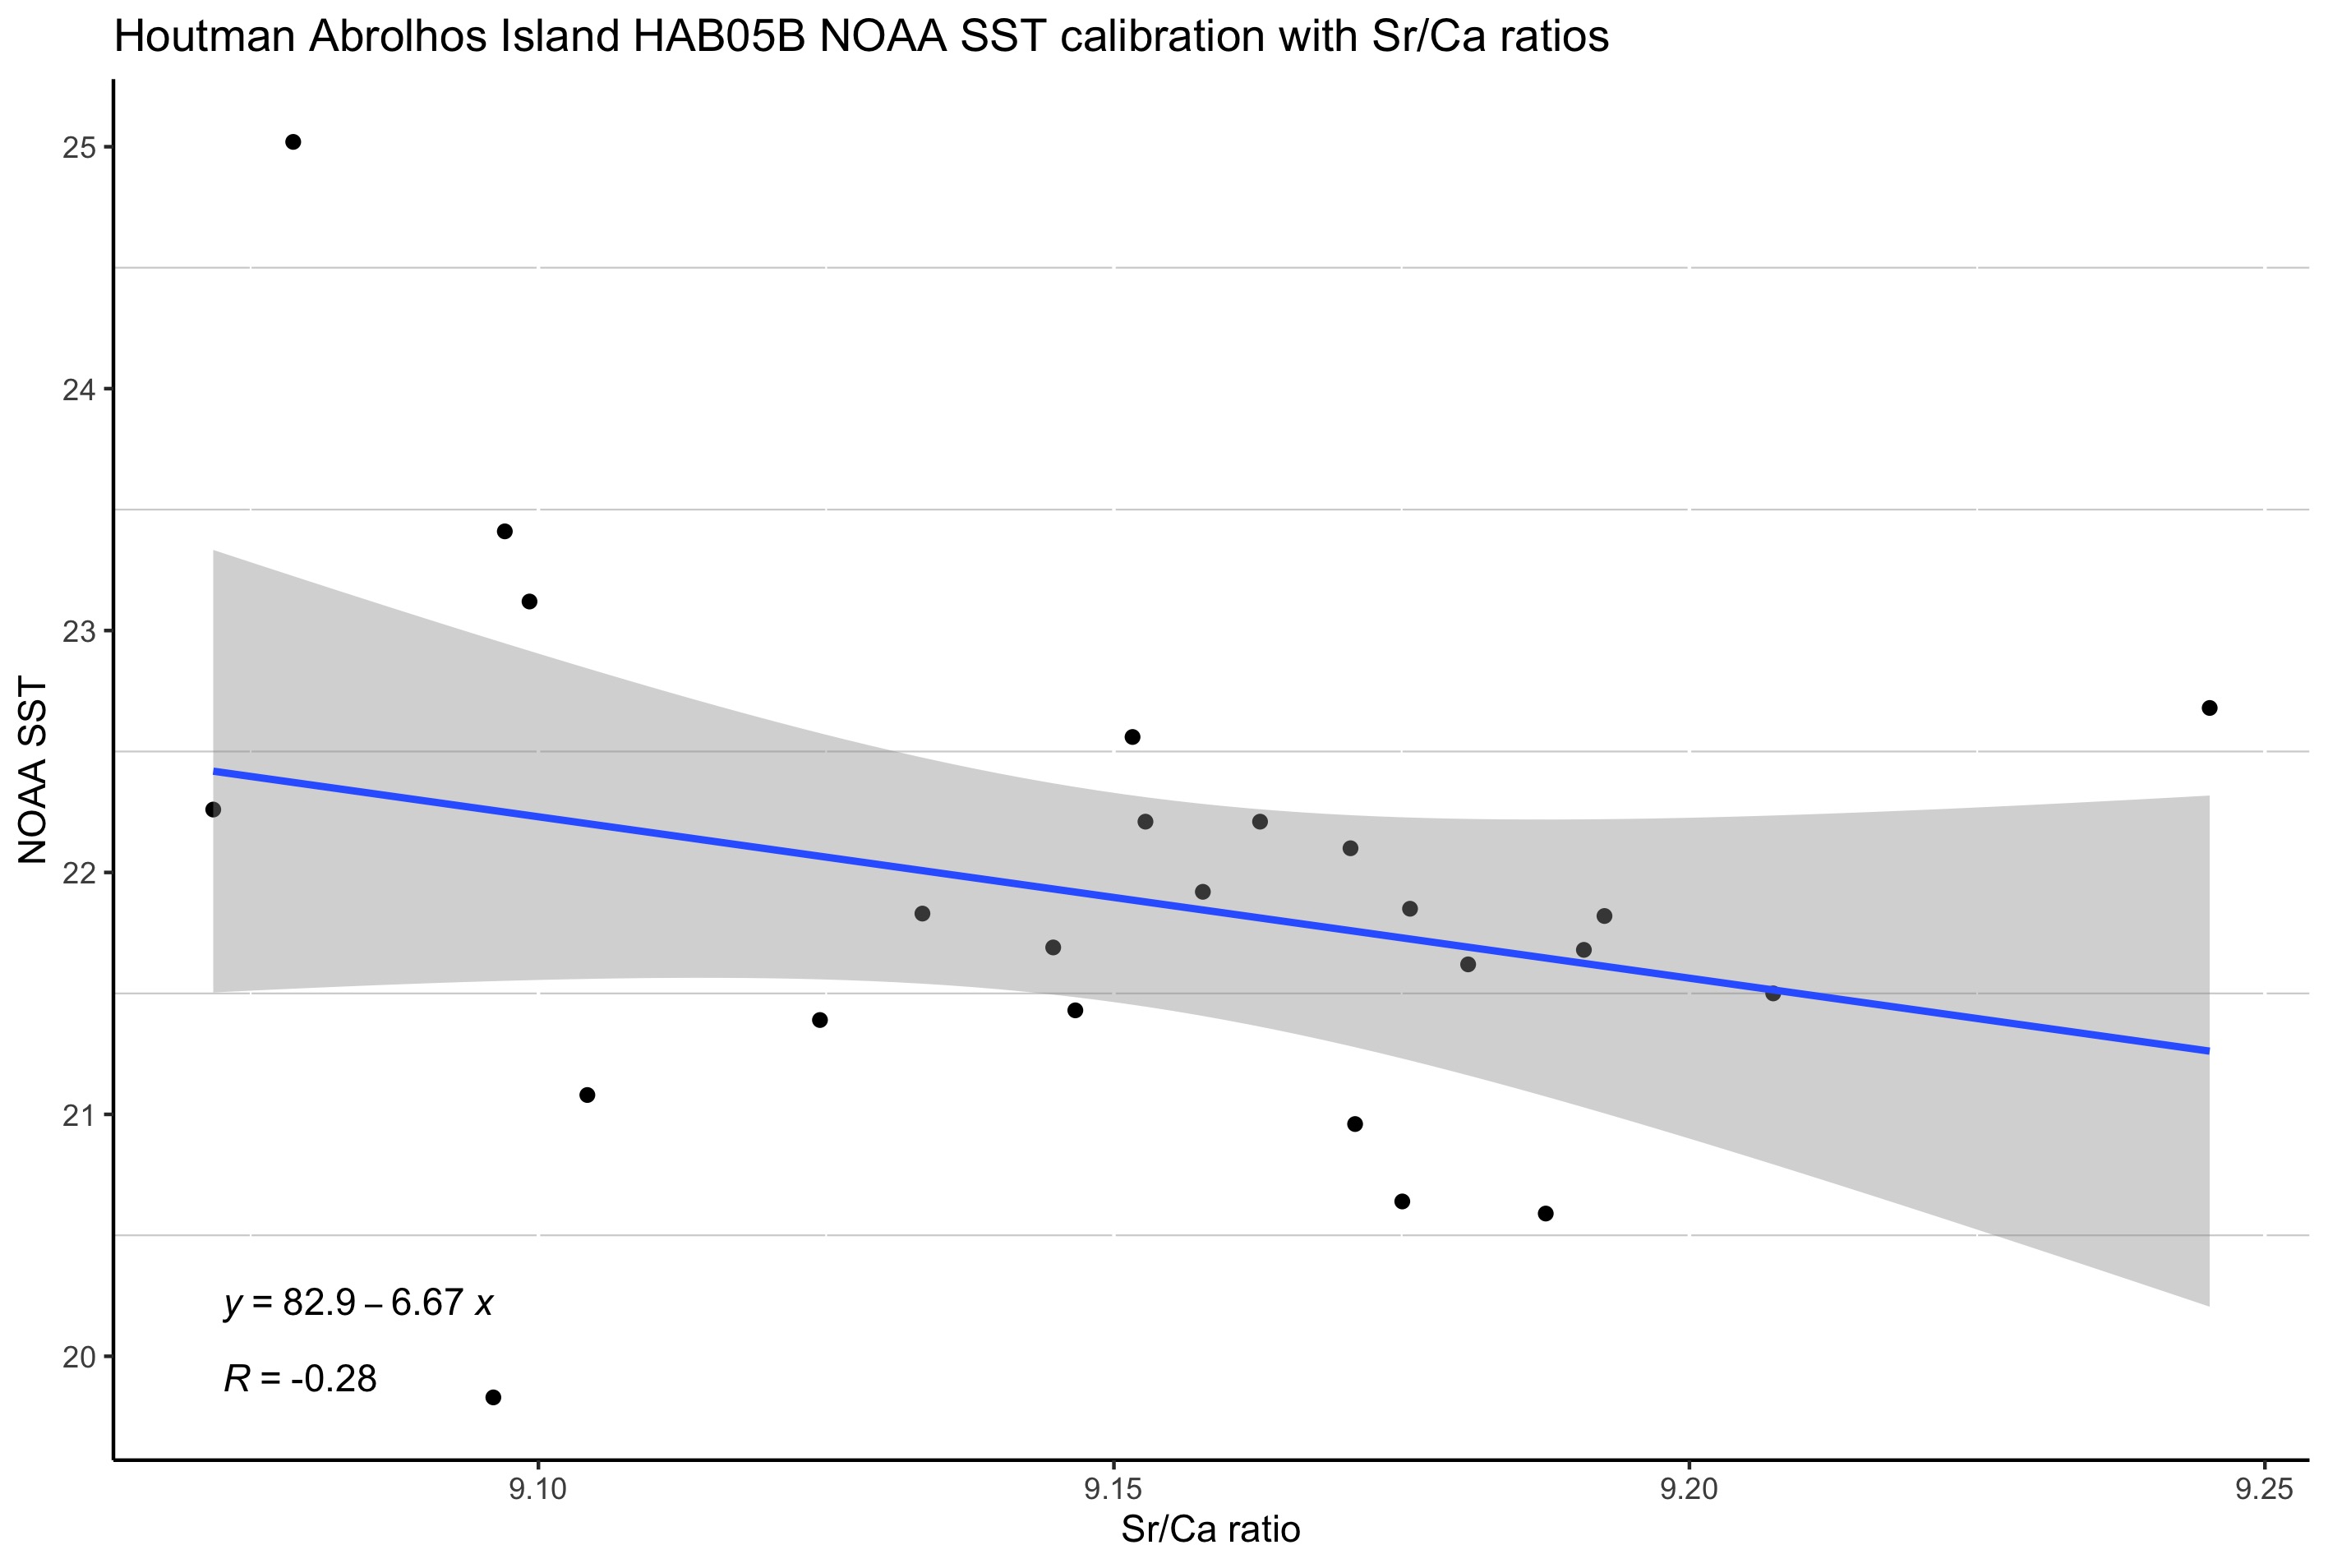 Houtman Abrolhos Island HAB05B NOAA SST calibration with Sr/Ca ratios
25
24
23
22
21
20
NOAA SST
y = 82.9 – 6.67 x
R = -0.28
9.10 9.15 9.20 9.25
Sr/Ca ratio